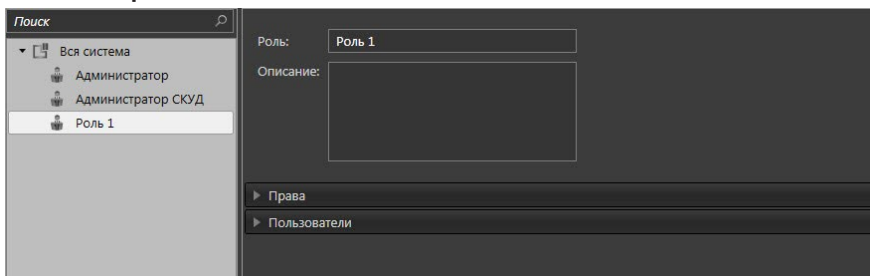 Поиск
Вся система
Администратор
Администратор СКУД
Роль 1
Роль: Роль 1
Описание:
Права
Пользователи